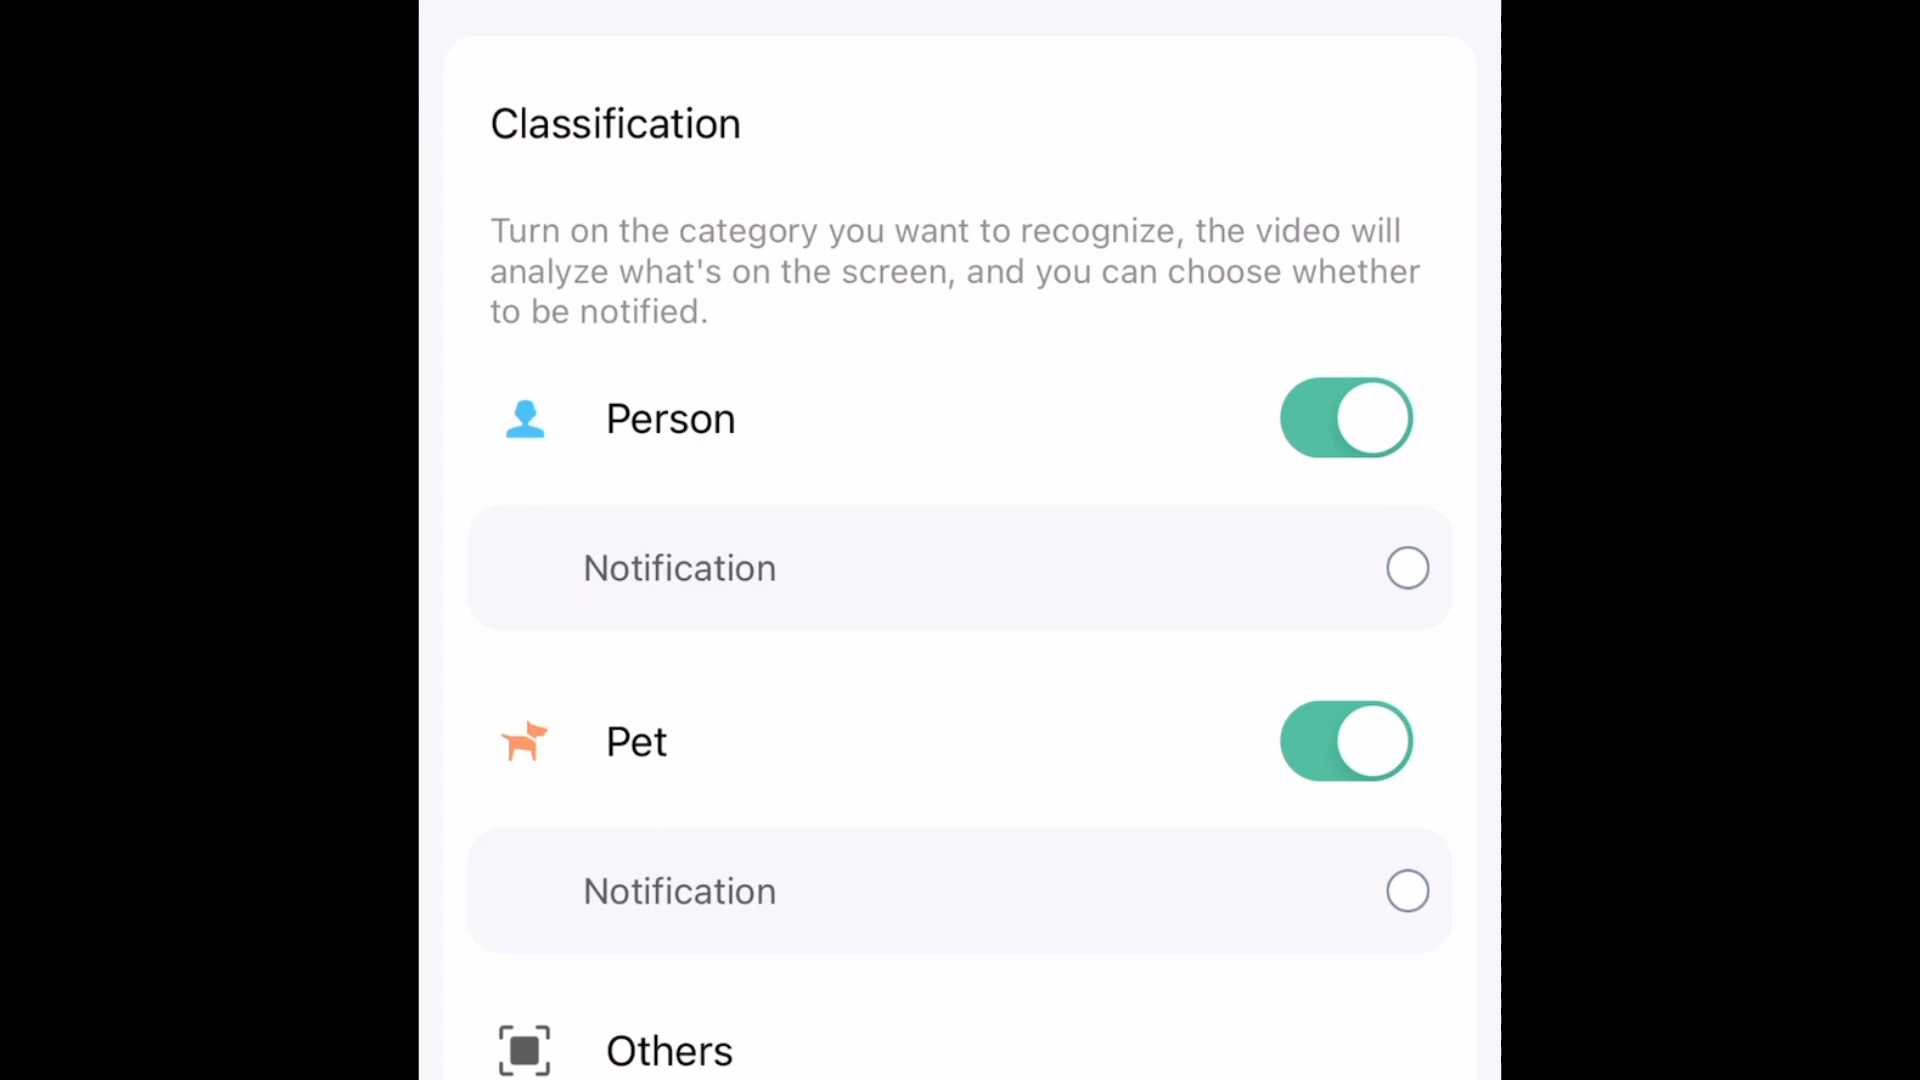 Classification
Turn on the category you want to recognize, the video will
analyze what's on the screen, and you can choose whether
to be notified.
Person
Notification
Pet
Notification
Others